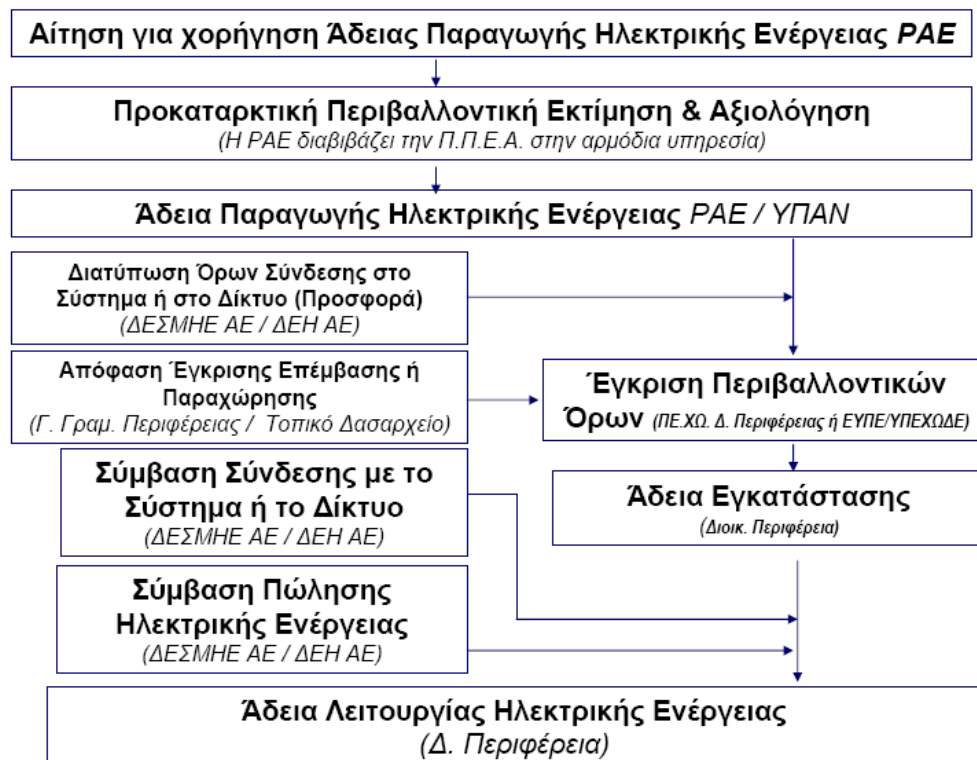 Αίτηση για χορήγηση Άδειας Παραγωγής Ηλεκτρικής Ενέργειας ΡΑΕ
Προκαταρκτική Περιβαλλοντική Εκτίμηση & Αξιολόγηση
(Η ΡΑΕ διαβιβάζει την Π.Π.Ε.Α. στην αρμόδια υπηρεσία)
Άδεια Παραγωγής Ηλεκτρικής Ενέργειας ΡΑΕ / ΥΠΑΝ
Διατύπωση Όρων Σύνδεσης στο
Σύστημα ή στο Δίκτυο (Προσφορά)
(ΔΕΣΜΗΕ ΑΕ / ΔΕΗ ΑΕ)
Απόφαση Έγκρισης Επέμβασης ή
Παραχώρησης
(Γ. Γραμ. Περιφέρειας / Τοπικό Δασαρχείο)
Έγκριση Περιβαλλοντικών
Όρων (ΠΕ.ΧΩ. Δ. Περιφέρειας ή ΕΥΠΕ/ΥΠΕΧΩΔΕ)
Σύμβαση Σύνδεσης με το
Σύστημα ή το Δίκτυο
(ΔΕΣΜΗΕ ΑΕ / ΔΕΗ ΑΕ)
Άδεια Εγκατάστασης
(Διοικ. Περιφέρεια)
Σύμβαση Πώλησης
Ηλεκτρικής Ενέργειας
(ΔΕΣΜΗΕ ΑΕ / ΔΕΗ ΑΕ)
Άδεια Λειτουργίας Ηλεκτρικής Ενέργειας
(Δ. Περιφέρεια)